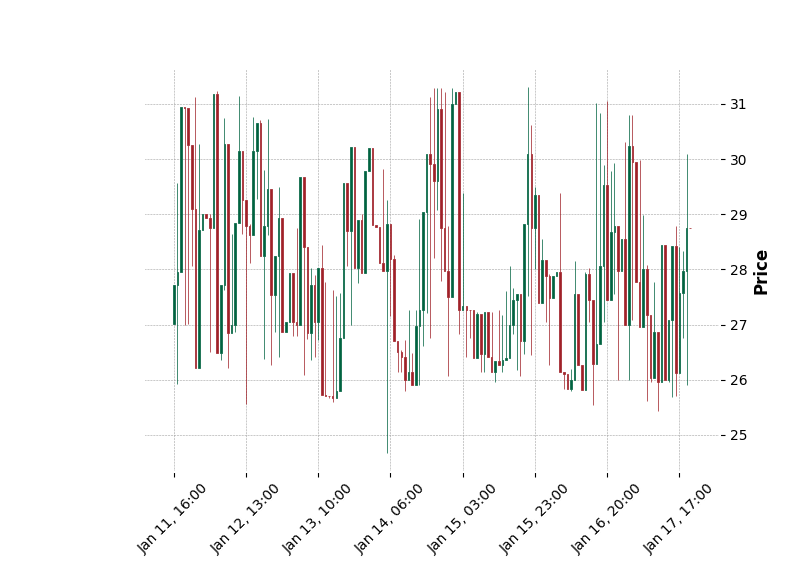 31
30
29
28
27
26
25
Price
Jan 11, 16:00
Jan 12, 13:00
Jan 13, 10:00
Jan 14, 06:00
Jan 15, 03:00
Jan 15, 23:00
Jan 16, 20:00
Jan 17, 17:00